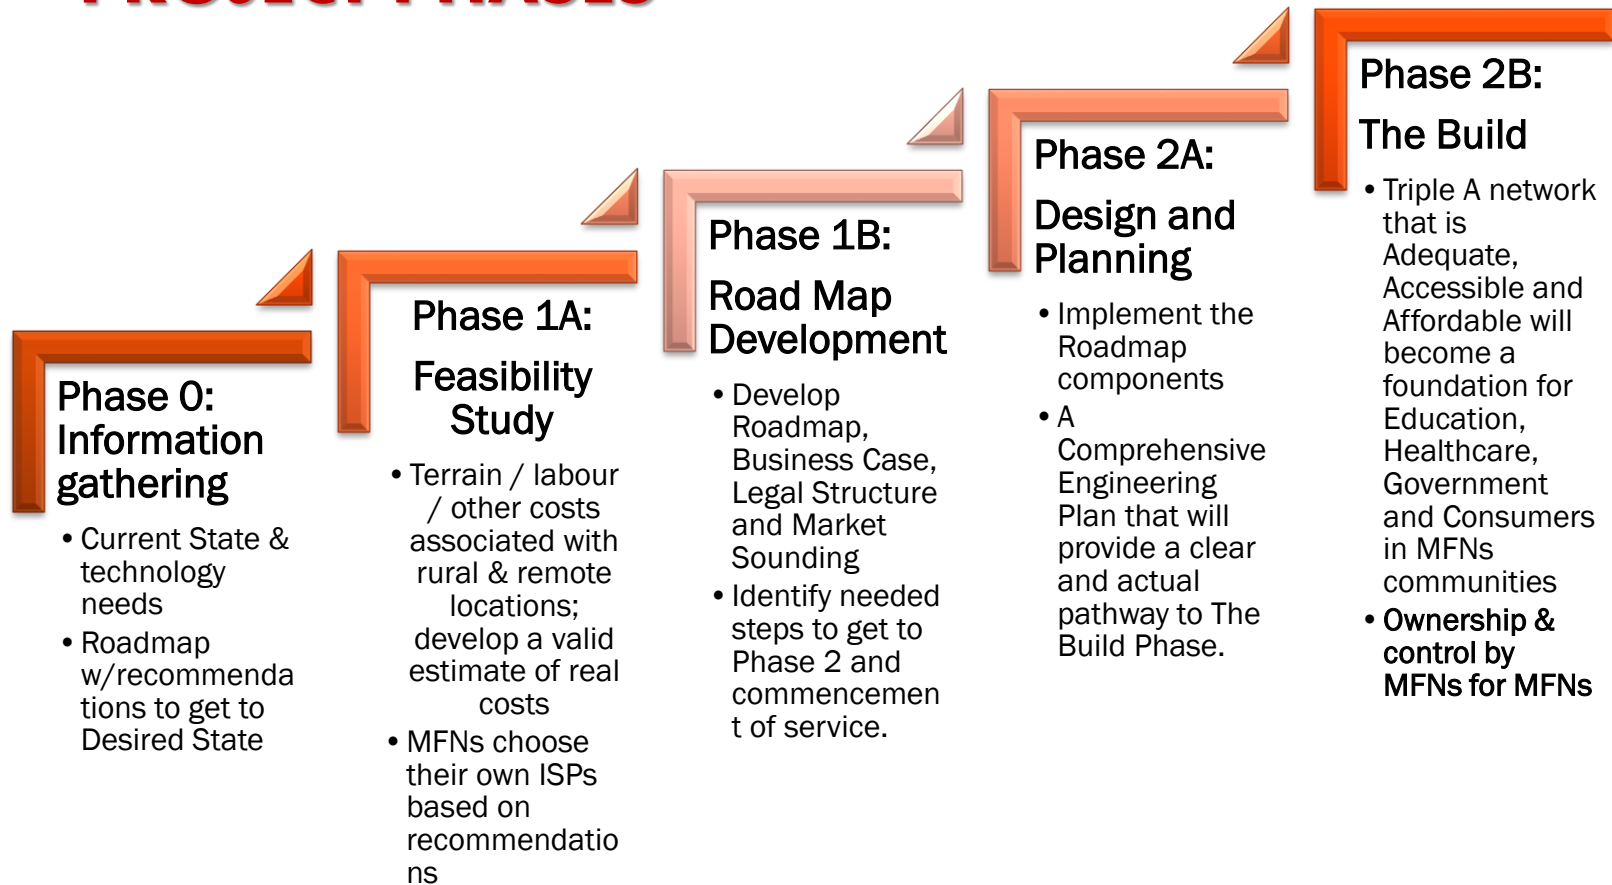 PROJECT PHASES
Phase 0:
Information
gathering
• Current State &
technology
needs
• Roadmap
w/recommenda
tions to get to
Desired State
Phase 1A:
Feasibility
Study
• Terrain / labour
/ other costs
associated with
rural & remote
locations;
develop a valid
estimate of real
costs
• MFNs choose
their own ISPs
based on
recommendatio
ns
Phase 1B:
Road Map
Development
• Develop
Roadmap,
Business Case,
Legal Structure
and Market
Sounding
• Identify needed
steps to get to
Phase 2 and
commencemen
t of service.
Phase 2A:
Design and
Planning
• Implement the
Roadmap
components
• A
Comprehensive
Engineering
Plan that will
provide a clear
and actual
pathway to The
Build Phase.
Phase 2B:
The Build
• Triple A network
that is
Adequate,
Accessible and
Affordable will
become a
foundation for
Education,
Healthcare,
Government
and Consumers
in MFNs
communities
• Ownership &
control by
MFNs for MFNs